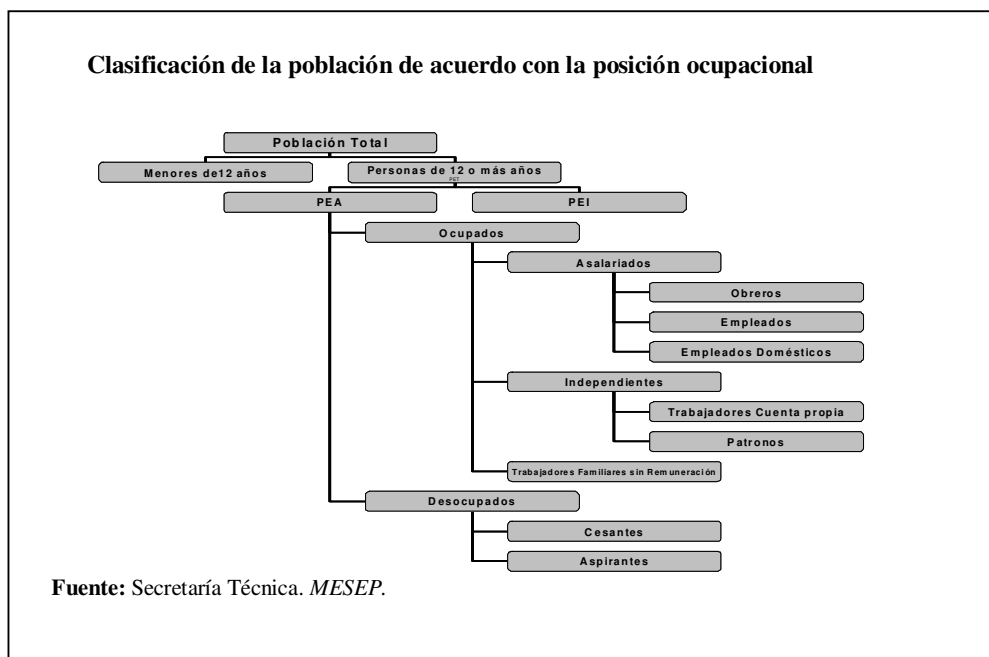 Clasificación de la población de acuerdo con la posición ocupacional
Población Total
Menores de12 años
Personas de 12 o más años
PET
PEA
PEI
Ocupados
Asalariados
Obreros
Empleados
Empleados Domésticos
Independientes
Trabajadores Cuenta propia
Patronos
Trabajadores Familiares sin Remuneración
Desocupados
Cesantes
Aspirantes
Fuente: Secretaría Técnica. MESEP.